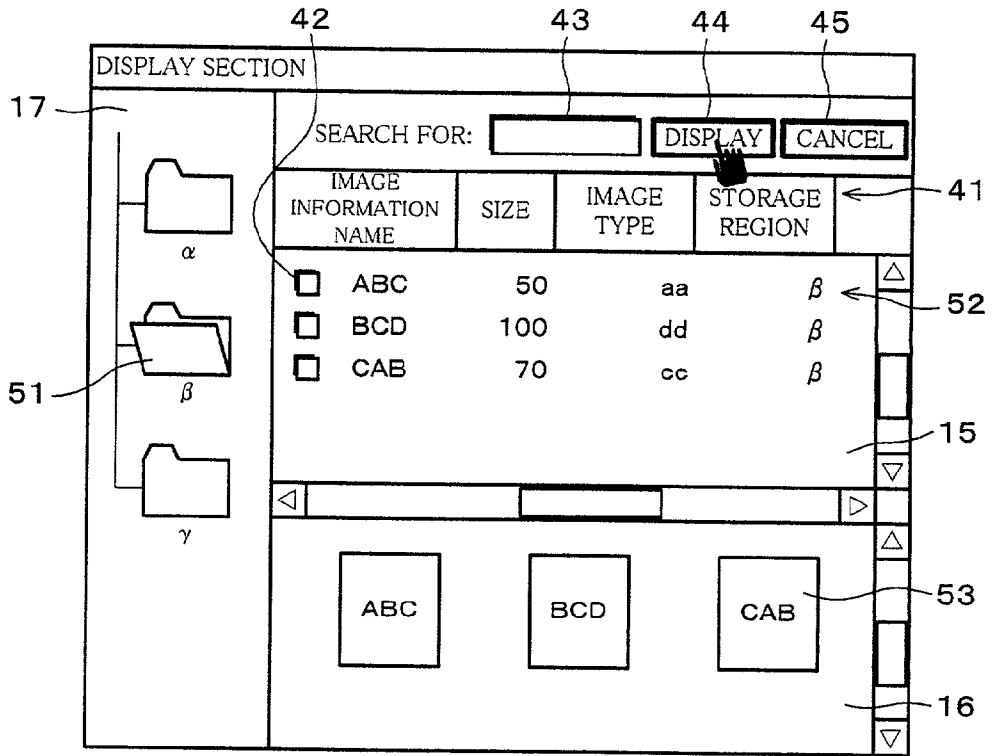 42 43 44 45
DISPLAY SECTION
17
SEARCH FOR: DISPLAY CANCEL
IMAGE INFORMATION NAME SIZE IMAGE TYPE STORAGE REGION 41
α
ABC 50 aa β 52
BCD 100 dd β
CAB 70 cc β
51
β
15
γ
ABC BCD CAB 53
16